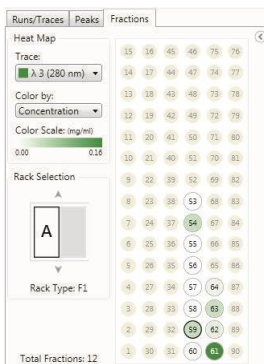 Runs/Traces Peaks Fractions
Heat Map
Trace:
λ 3 (280 nm)
Color by:
Concentration
Color Scale: (mg/ml)
0.00 0.16
Rack Selection
A
Rack Type: F1
Total Fractions: 12
15 16 45 46 75 76
14 17 44 47 74 77
13 18 43 48 73 78
12 19 42 49 72 79
11 20 41 50 71 80
10 21 40 51 70 81
9 22 39 52 69 82
8 23 38 53 68 83
7 24 37 54 67 84
6 25 36 55 66 85
5 26 35 56 65 86
4 27 34 57 64 87
3 28 33 58 63 88
2 29 32 59 62 89
1 30 31 60 61 90